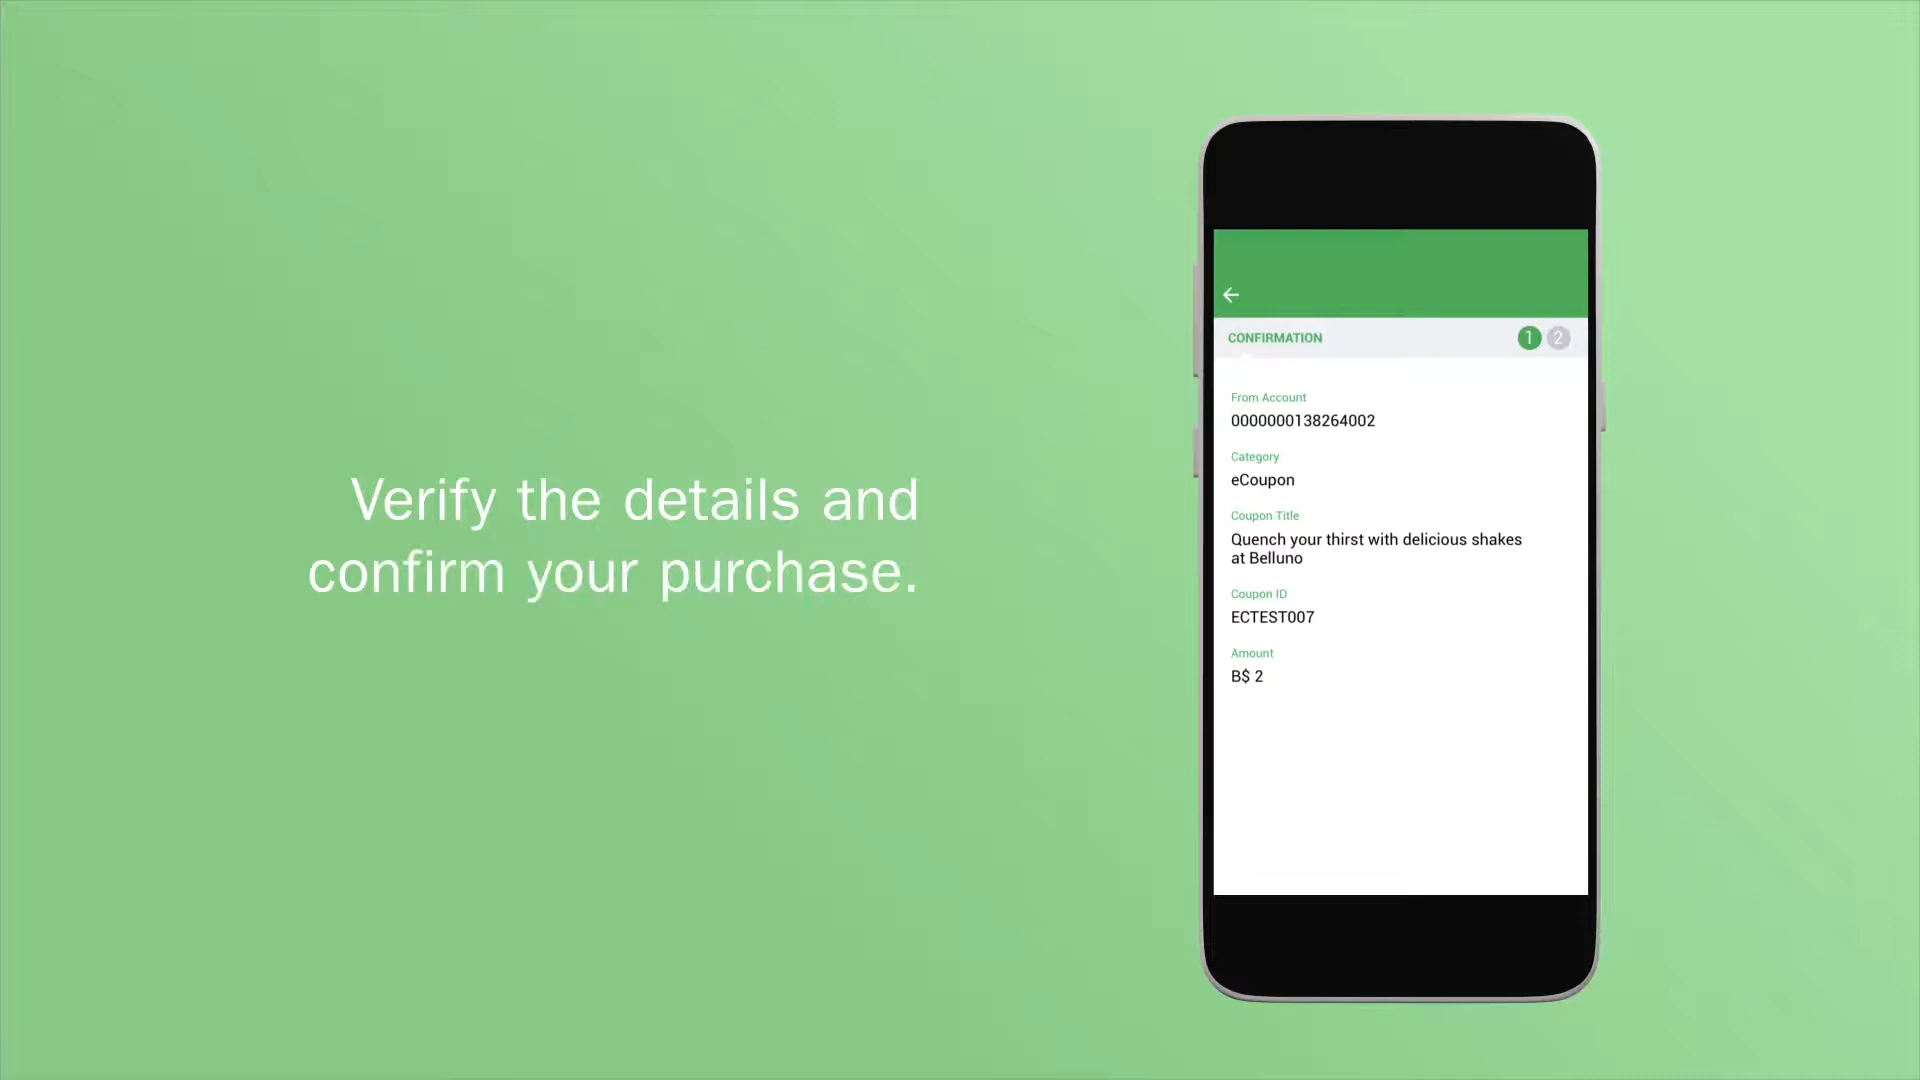 Verify the details and
confirm your purchase.
CONFIRMATION
1 2
From Account
0000000138264002
Category
eCoupon
Coupon Title
Quench your thirst with delicious shakes
at Belluno
Coupon ID
ECTEST007
Amount
B$ 2